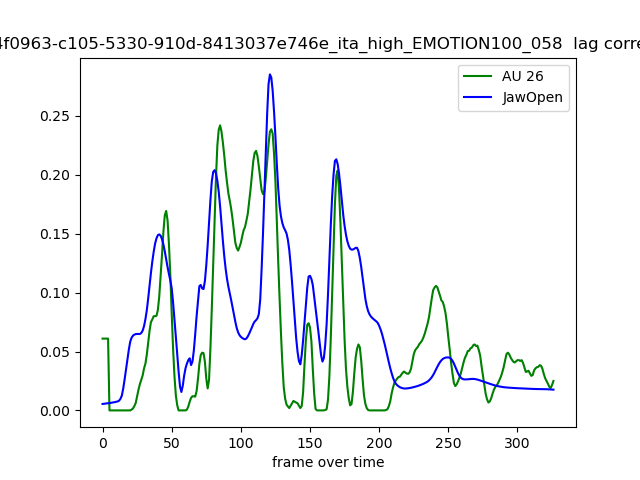 4f0963-c105-5330-910d-8413037e746e_ita_high_EMOTION100_058 lag corre
AU 26
JawOpen
0.25
0.20
0.15
0.10
0.05
0.00
0 50 100 150 200 250 300
frame over time